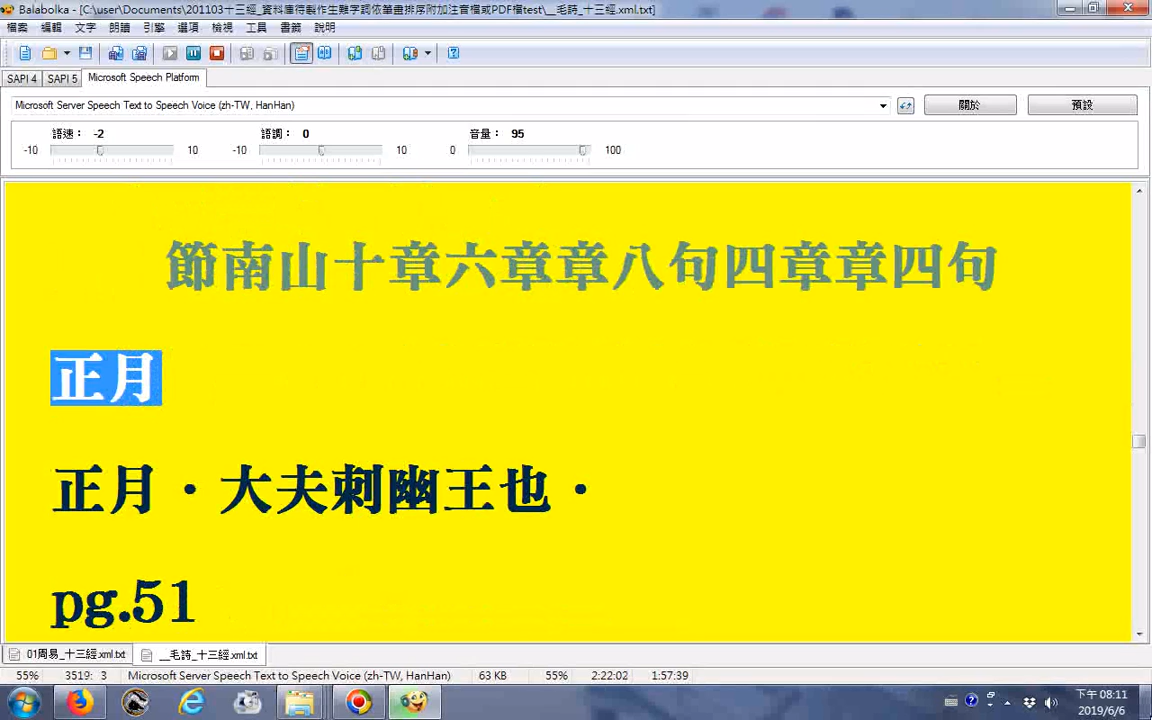 Balabolka - [C:\user\Documents\201103十三經_資料庫待製作生難字詞依筆畫排序附加注音檔或PDF檔test\__毛詩_十三經.xml.txt]
檔案 編輯 文字 朗讀 引擎 選項 檢視 工具 書籤 說明
SAPI 4 SAPI 5 Microsoft Speech Platform
Microsoft Server Speech Text to Speech Voice (zh-TW, HanHan) 關於 預設
語速： -2 語調： 0 音量： 95
-10 10 -10 10 0 100
節南山十章六章章八句四章章四句
正月
正月・大夫刺幽王也・
pg.51
01周易_十三經.xml.txt __毛詩_十三經.xml.txt
55% 3519: 3 Microsoft Server Speech Text to Speech Voice (zh-TW, HanHan) 63 KB 55% 2:22:02 1:57:39
下午 08:11
2019/6/6